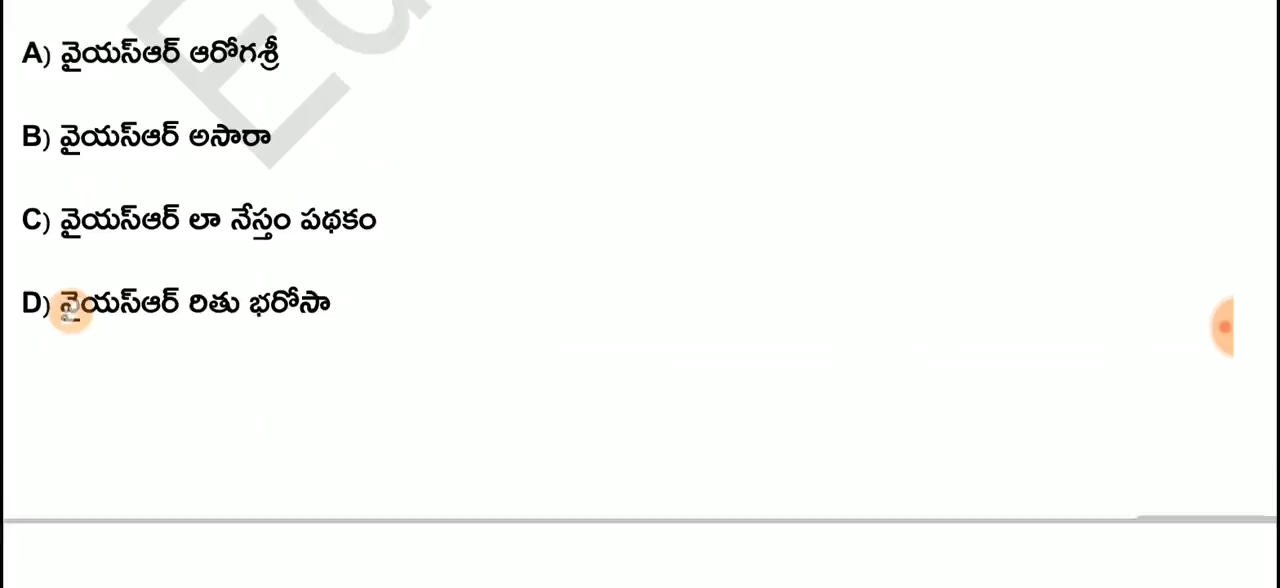 A) వైయస్ఆర్ ఆరోగశ్రీ
B) వైయస్ఆర్ అసారా
C) వైయస్ఆర్ లా నేస్తం పథకం
D) వైయస్ఆర్ రితు భరోసా